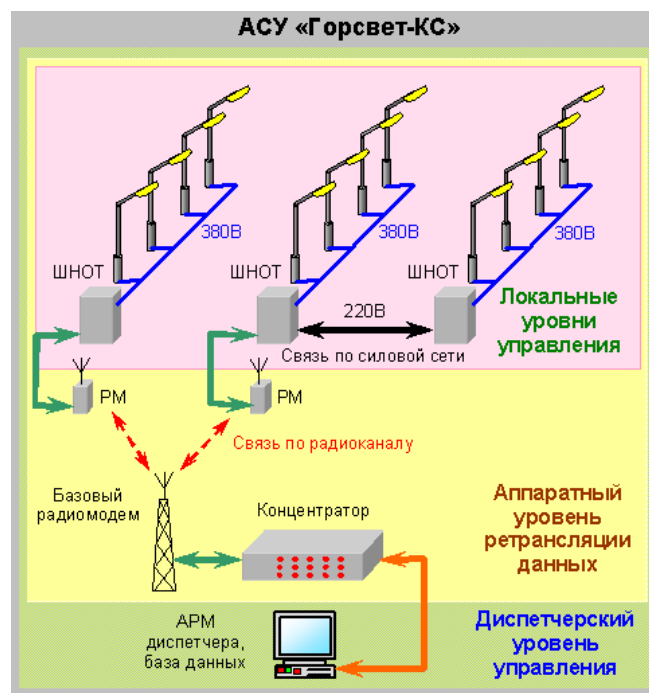 АСУ «Горсвет-КС»
380В
380В
380В
ШНОТ
ШНОТ
ШНОТ
220В
Связь по силовой сети
Локальные
уровни
управления
РМ
РМ
Связь по радиоканалу
Базовый
радиомодем
Концентратор
Аппаратный
уровень
ретрансляции
данных
АРМ
диспетчера,
база данных
Диспетчерский
уровень
управления